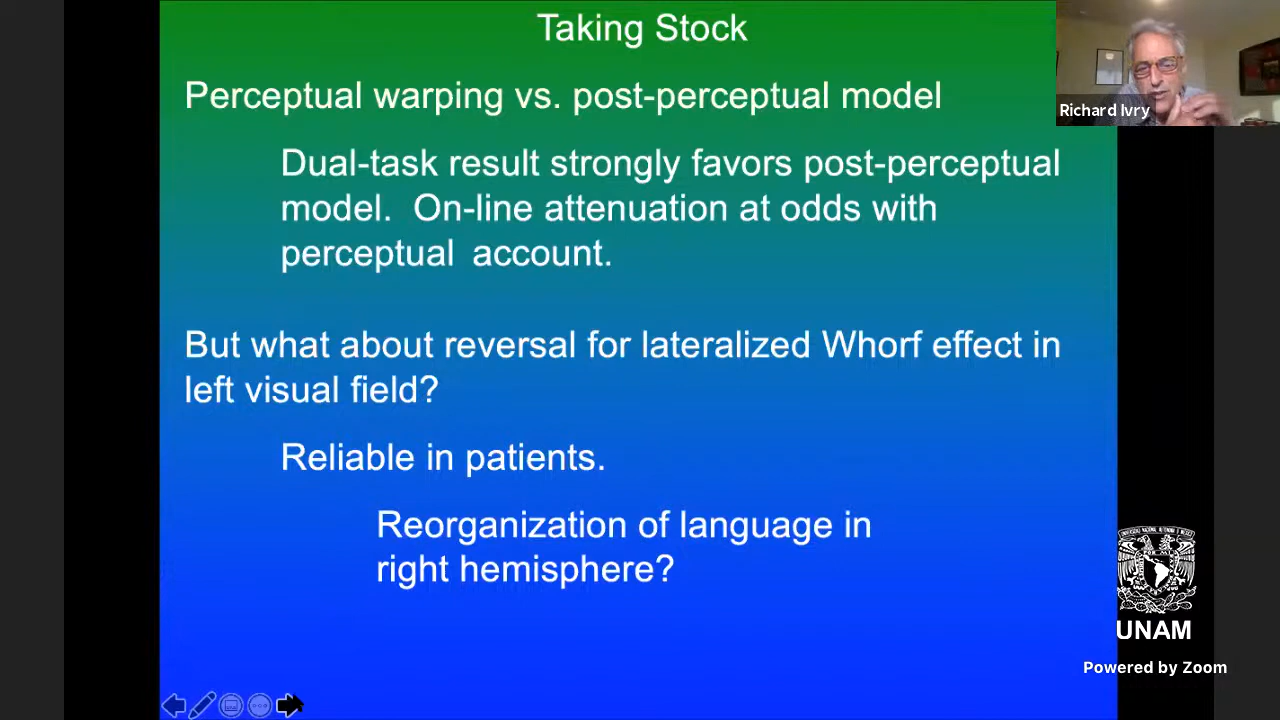 Taking Stock
Perceptual warping vs. post-perceptual model
Richard Ivry
Dual-task result strongly favors post-perceptual
model. On-line attenuation at odds with
perceptual account.
But what about reversal for lateralized Whorf effect in
left visual field?
Reliable in patients.
Reorganization of language in
right hemisphere?
UNAM
Powered by Zoom